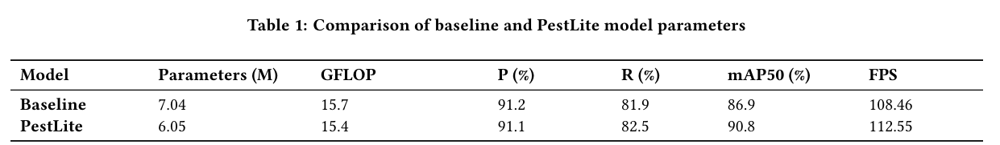 Table 1: Comparison of baseline and PestLite model parameters
Model Parameters (M) GFLOP P (%) R (%) mAP50 (%) FPS
Baseline 7.04 15.7 91.2 81.9 86.9 108.46
PestLite 6.05 15.4 91.1 82.5 90.8 112.55